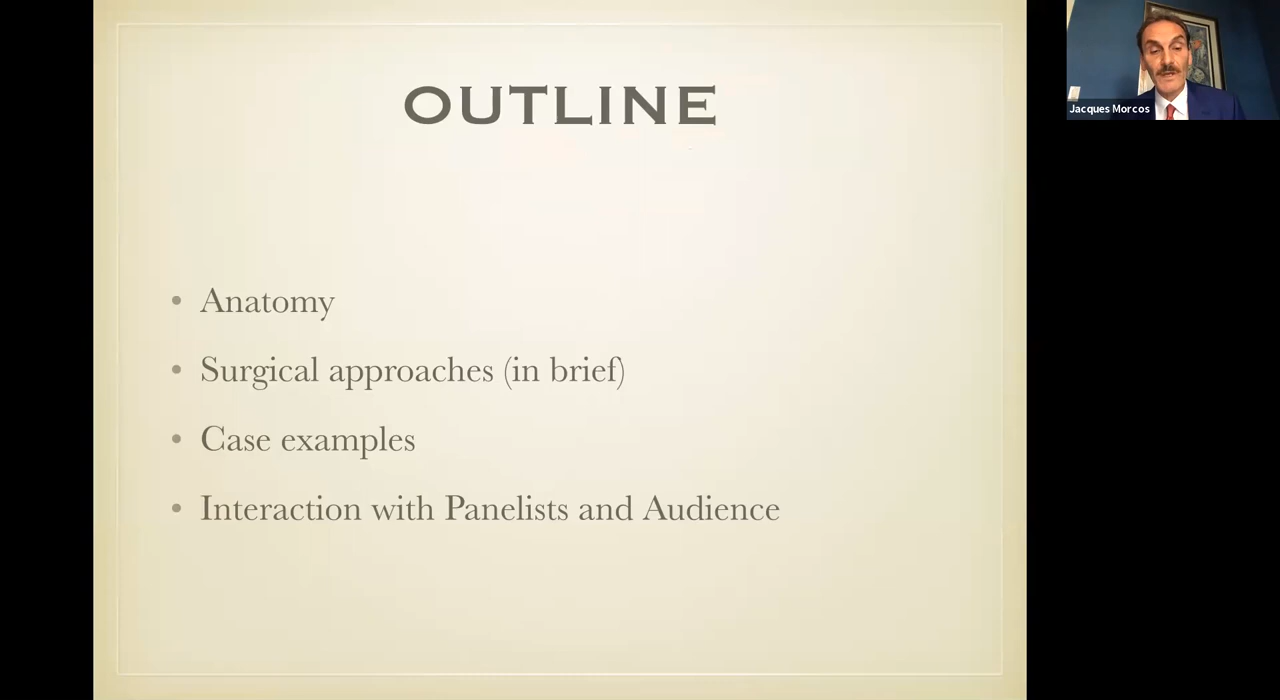 OUTLINE
• Anatomy
• Surgical approaches (in brief)
• Case examples
• Interaction with Panelists and Audience
Jacques Morcos